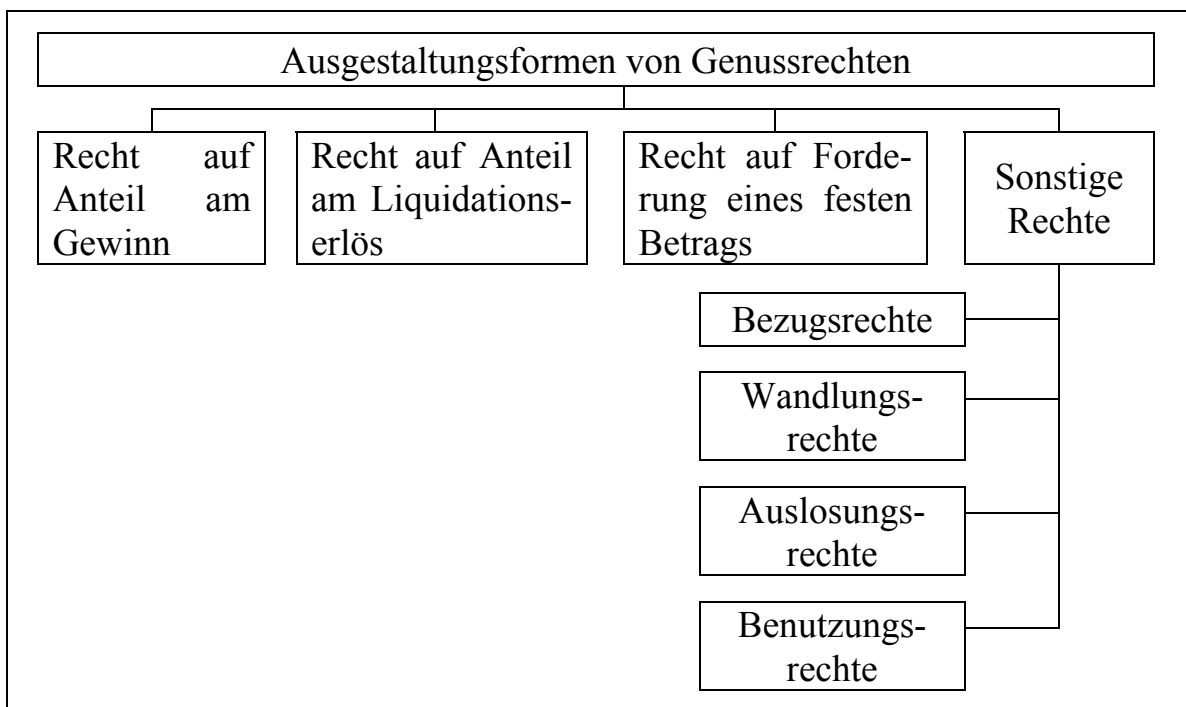 Ausgestaltungsformen von Genussrechten
Recht auf
Anteil am
Gewinn
Recht auf Anteil
am Liquidations-
erlös
Recht auf Forde-
rung eines festen
Betrags
Sonstige
Rechte
Bezugsrechte
Wandlungs-
rechte
Auslosungs-
rechte
Benutzungs-
rechte